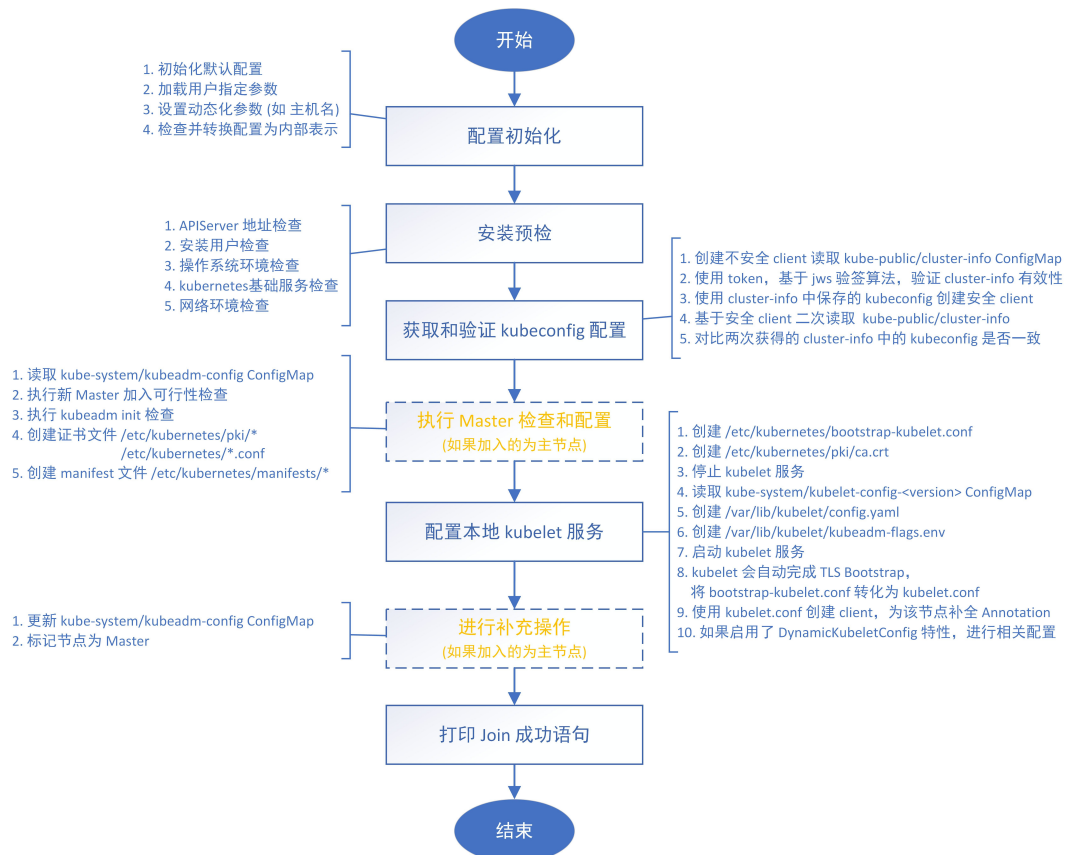 开始
1. 初始化默认配置
2. 加载用户指定参数
3. 设置动态化参数 (如 主机名)
4. 检查并转换配置为内部表示
配置初始化
1. APIServer 地址检查
2. 安装用户检查
3. 操作系统环境检查
4. kubernetes基础服务检查
5. 网络环境检查
安装预检
1. 创建不安全 client 读取 kube-public/cluster-info ConfigMap
2. 使用 token，基于 jws 验签算法，验证 cluster-info 有效性
3. 使用 cluster-info 中保存的 kubeconfig 创建安全 client
4. 基于安全 client 二次读取 kube-public/cluster-info
5. 对比两次获得的 cluster-info 中的 kubeconfig 是否一致
获取和验证 kubeconfig 配置
1. 读取 kube-system/kubeadm-config ConfigMap
2. 执行新 Master 加入可行性检查
3. 执行 kubeadm init 检查
4. 创建证书文件 /etc/kubernetes/pki/*
/etc/kubernetes/*.conf
5. 创建 manifest 文件 /etc/kubernetes/manifests/*
执行 Master 检查和配置
(如果加入的为主节点)
1. 创建 /etc/kubernetes/bootstrap-kubelet.conf
2. 创建 /etc/kubernetes/pki/ca.crt
3. 停止 kubelet 服务
4. 读取 kube-system/kubelet-config-<version> ConfigMap
5. 创建 /var/lib/kubelet/config.yaml
6. 创建 /var/lib/kubelet/kubeadm-flags.env
7. 启动 kubelet 服务
8. kubelet 会自动完成 TLS Bootstrap，
将 bootstrap-kubelet.conf 转化为 kubelet.conf
9. 使用 kubelet.conf 创建 client，为该节点补全 Annotation
10. 如果启用了 DynamicKubeletConfig 特性，进行相关配置
配置本地 kubelet 服务
1. 更新 kube-system/kubeadm-config ConfigMap
2. 标记节点为 Master
进行补充操作
(如果加入的为主节点)
打印 Join 成功语句
结束